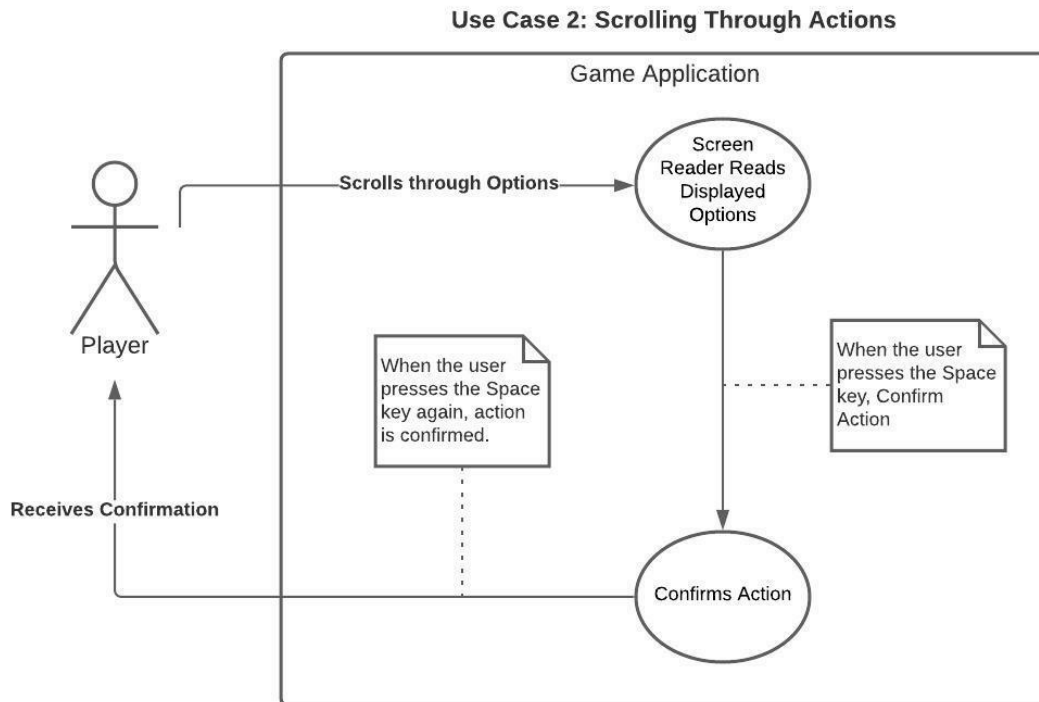 Use Case 2: Scrolling Through Actions
Game Application
Screen
Reader Reads
Displayed
Options
Scrolls through Options
Player
When the user
presses the Space
key again, action
is confirmed.
When the user
presses the Space
key, Confirm
Action
Receives Confirmation
Confirms Action